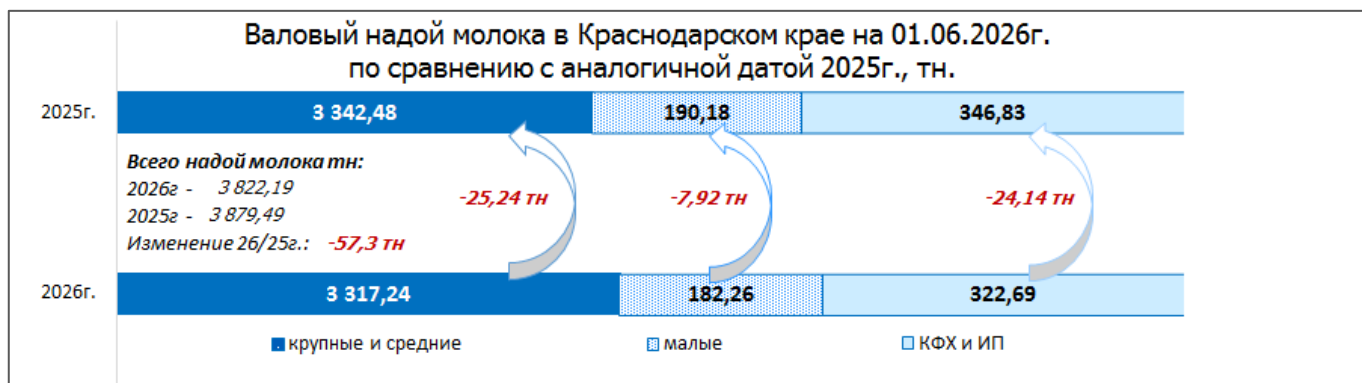 Валовый надой молока в Краснодарском крае на 01.06.2026г.
по сравнению с аналогичной датой 2025г., тн.
2025г.
3 342,48
190,18
346,83
Всего надой молока тн:
2026г - 3 822,19
2025г - 3 879,49
Изменение 26/25г.: -57,3 тн
-25,24 тн
-7,92 тн
-24,14 тн
2026г.
3 317,24
182,26
322,69
крупные и средние
малые
КФХ и ИП